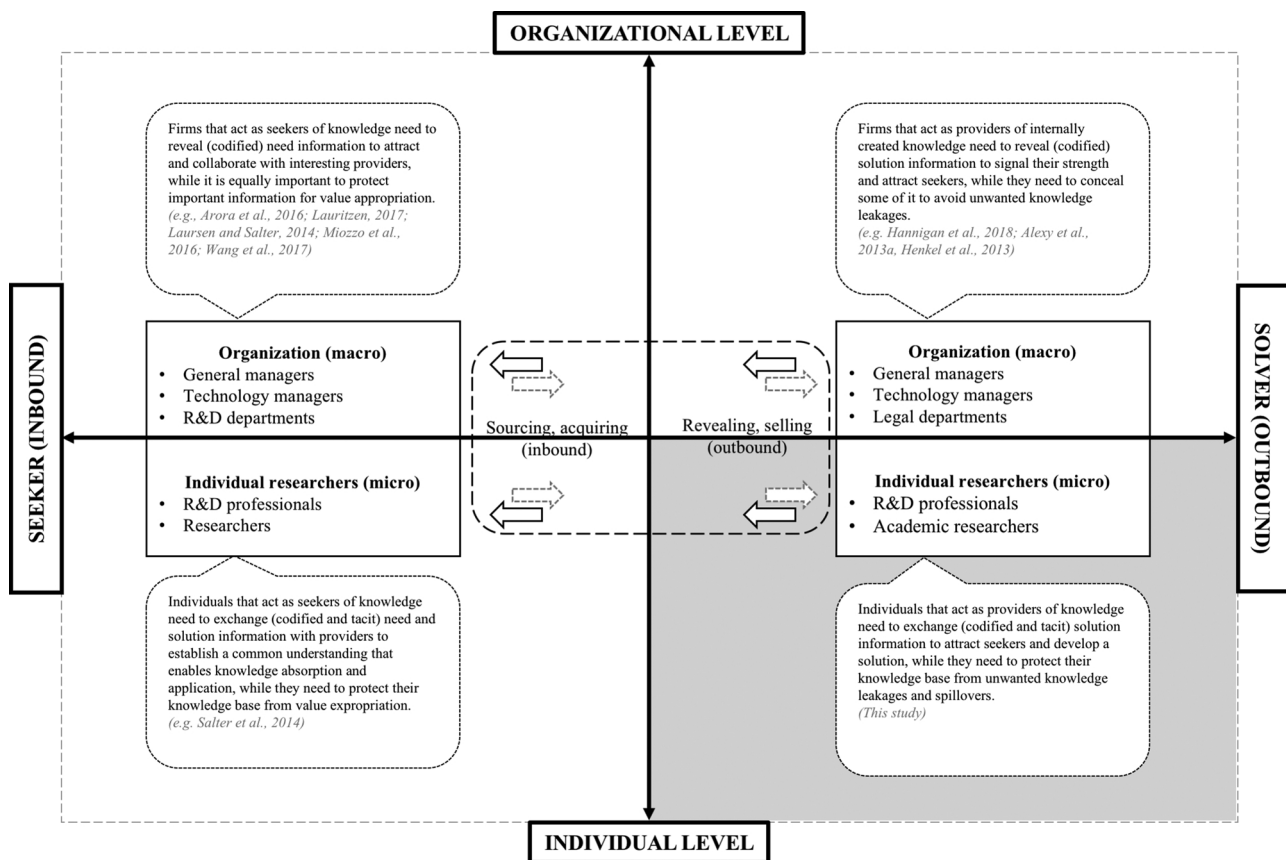 ORGANIZATIONAL LEVEL
Firms that act as seekers of knowledge need to
reveal (codified) need information to attract
and collaborate with interesting providers,
while it is equally important to protect
important information for value appropriation.
(e.g., Arora et al., 2016; Lauritzen, 2017;
Laursen and Salter, 2014; Miozzo et al.,
2016; Wang et al., 2017)
Firms that act as providers of internally
created knowledge need to reveal (codified)
solution information to signal their strength
and attract seekers, while they need to conceal
some of it to avoid unwanted knowledge
leakages.
(e.g. Hannigan et al., 2018; Alexy et al.,
2013a, Henkel et al., 2013)
SEEKER (INBOUND)
Organization (macro)
• General managers
• Technology managers
• R&D departments
Sourcing, acquiring
(inbound)
Revealing, selling
(outbound)
Organization (macro)
• General managers
• Technology managers
• Legal departments
SOLVER (OUTBOUND)
Individual researchers (micro)
• R&D professionals
• Researchers
Individual researchers (micro)
• R&D professionals
• Academic researchers
Individuals that act as seekers of knowledge
need to exchange (codified and tacit) need and
solution information with providers to
establish a common understanding that
enables knowledge absorption and
application, while they need to protect their
knowledge base from value expropriation.
(e.g. Salter et al., 2014)
Individuals that act as providers of knowledge
need to exchange (codified and tacit) solution
information to attract seekers and develop a
solution, while they need to protect their
knowledge base from unwanted knowledge
leakages and spillovers.
(This study)
INDIVIDUAL LEVEL